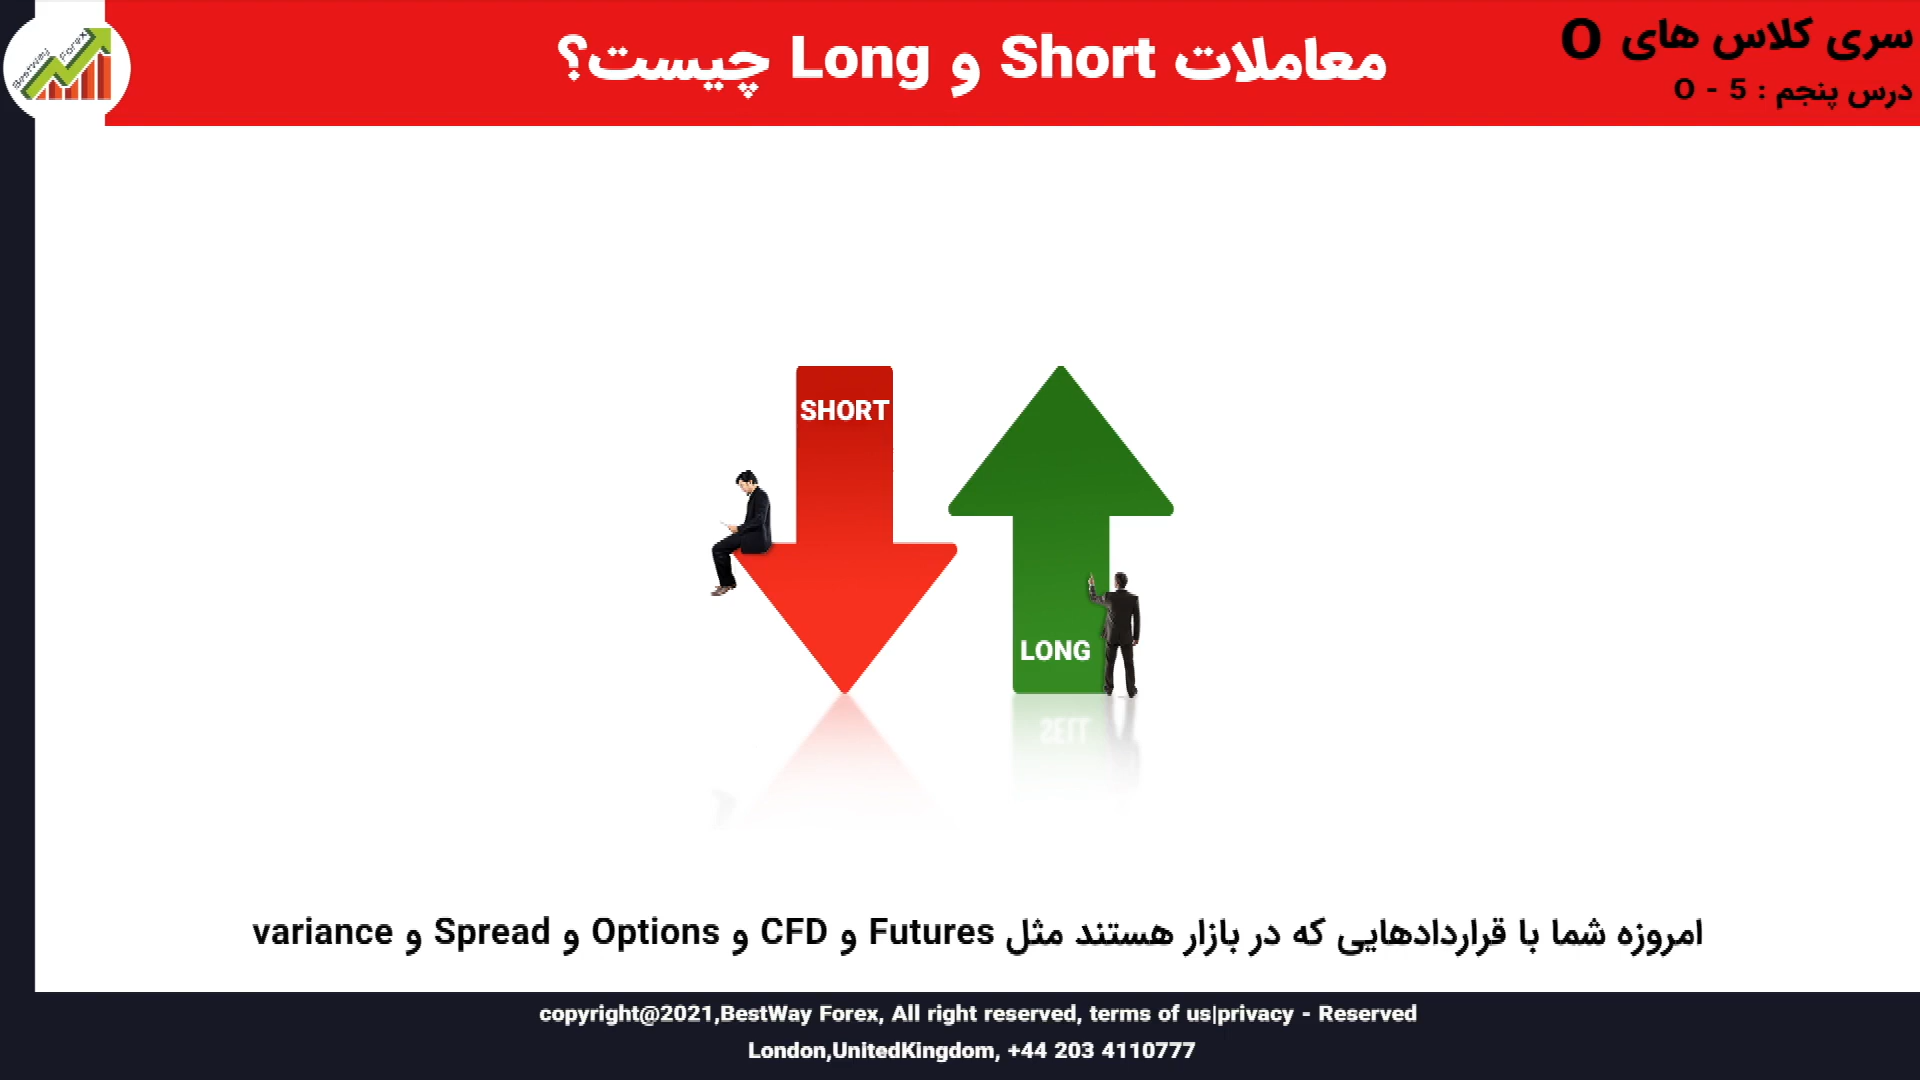 معاملات Short و Long چیست؟
سری کلاس های O
درس پنجم : 5 - O
BestWay Forex
SHORT
LONG
امروزه شما با قراردادهایی که در بازار هستند مثل Futures و CFD و Options و Spread و variance
copyright@2021,BestWay Forex, All right reserved, terms of us|privacy - Reserved
London,UnitedKingdom, +44 203 4110777